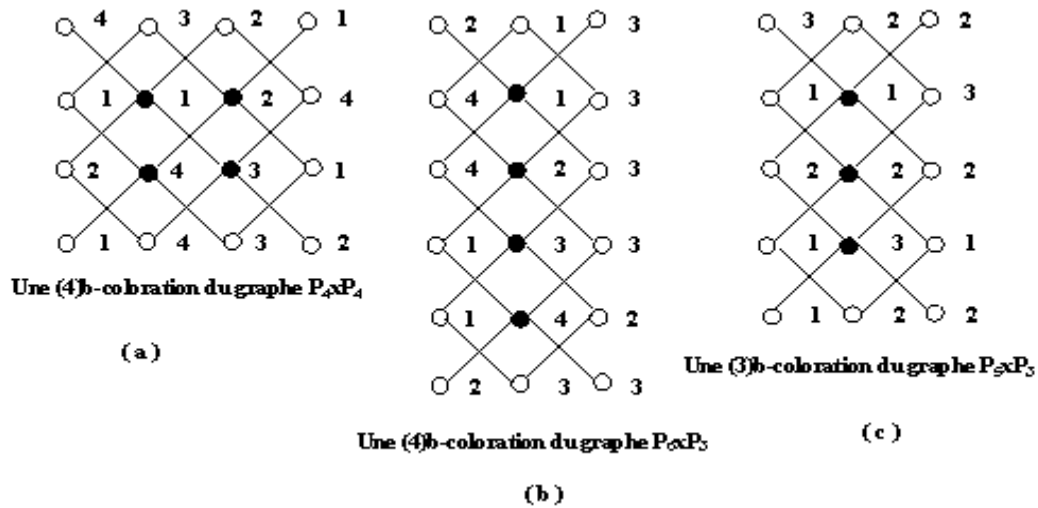 4 3 2 1
1 1 2 4
2 4 3 1
1 4 3 2
Une (4)b-coloration du graphe P₄xP₄
( a )
2 1 3
4 1 3
4 2 3
1 3 3
1 4 2
2 3 3
Une (4)b-coloration du graphe P₆xP₃
( b )
3 2 2
1 1 3
2 2 2
1 3 1
1 2 2
Une (3)b-coloration du graphe P₅xP₃
( c )